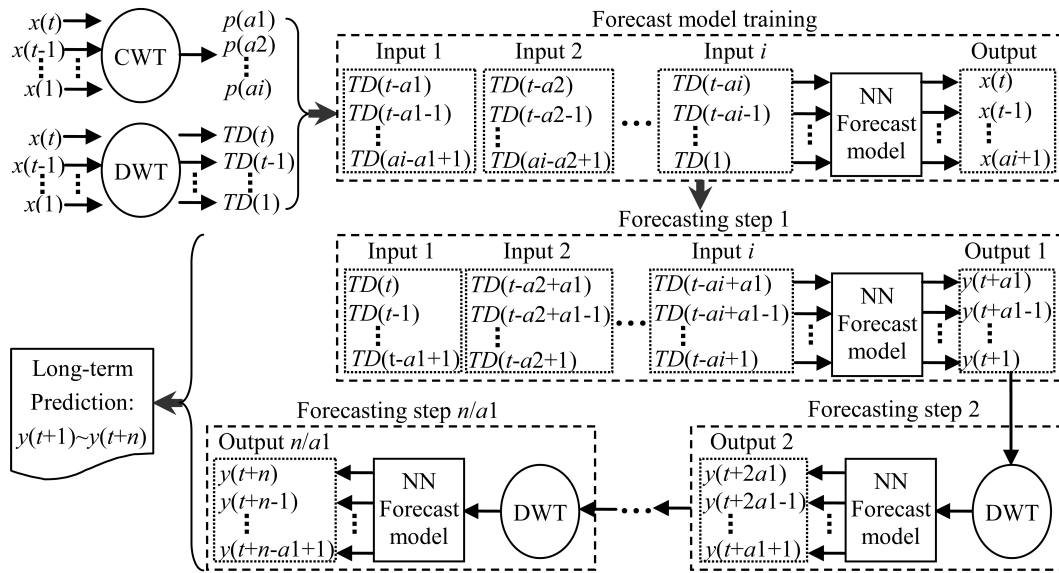 x(t)
x(t-1)
x(1)
CWT
p(a1)
p(a2)
p(ai)
x(t)
x(t-1)
x(1)
DWT
TD(t)
TD(t-1)
TD(1)
Forecast model training
Input 1
TD(t-a1)
TD(t-a1-1)
TD(ai-a1+1)
Input 2
TD(t-a2)
TD(t-a2-1)
TD(ai-a2+1)
Input i
TD(t-ai)
TD(t-ai-1)
TD(1)
NN
Forecast
model
Output
x(t)
x(t-1)
x(ai+1)
Forecasting step 1
Input 1
TD(t)
TD(t-1)
TD(t-a1+1)
Input 2
TD(t-a2+a1)
TD(t-a2+a1-1)
TD(t-a2+1)
Input i
TD(t-ai+a1)
TD(t-ai+a1-1)
TD(t-ai+1)
NN
Forecast
model
Output 1
y(t+a1)
y(t+a1-1)
y(t+1)
Forecasting step 2
DWT
NN
Forecast
model
Output 2
y(t+2a1)
y(t+2a1-1)
y(t+a1+1)
Forecasting step n/a1
DWT
NN
Forecast
model
Output n/a1
y(t+n)
y(t+n-1)
y(t+n-a1+1)
Long-term
Prediction:
y(t+1)~y(t+n)